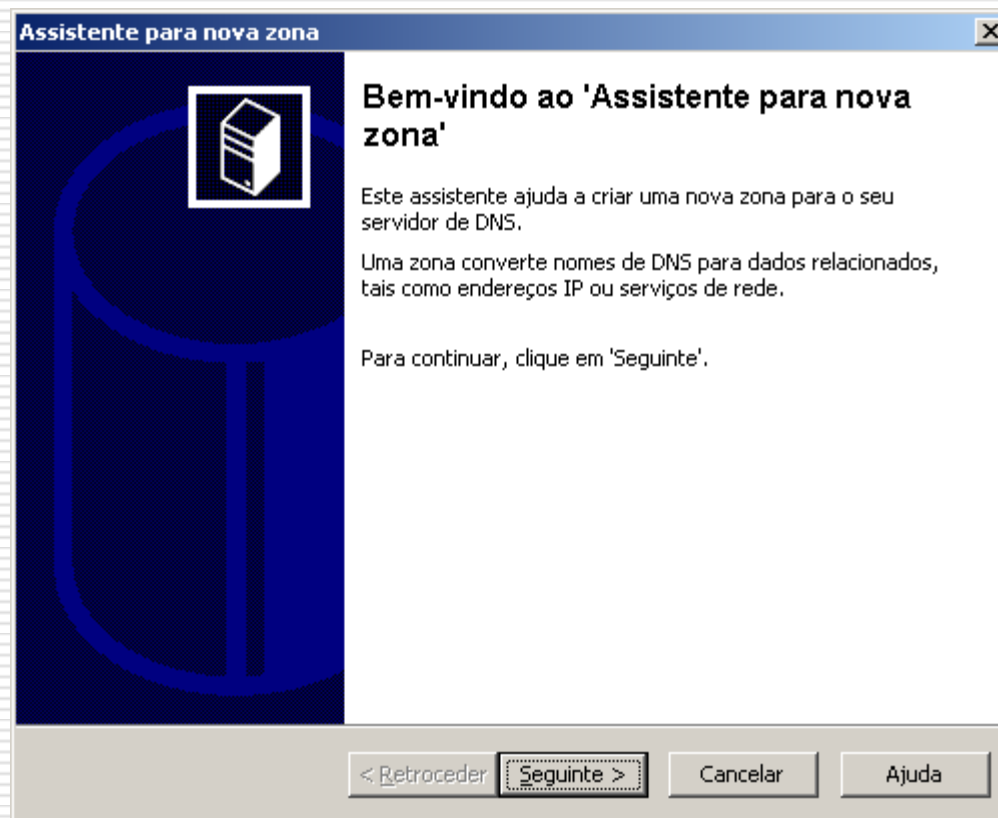 Assistente para nova zona
Bem-vindo ao 'Assistente para nova
zona'
Este assistente ajuda a criar uma nova zona para o seu
servidor de DNS.
Uma zona converte nomes de DNS para dados relacionados,
tais como endereços IP ou serviços de rede.
Para continuar, clique em 'Seguinte'.
< Retroceder Seguinte > Cancelar Ajuda